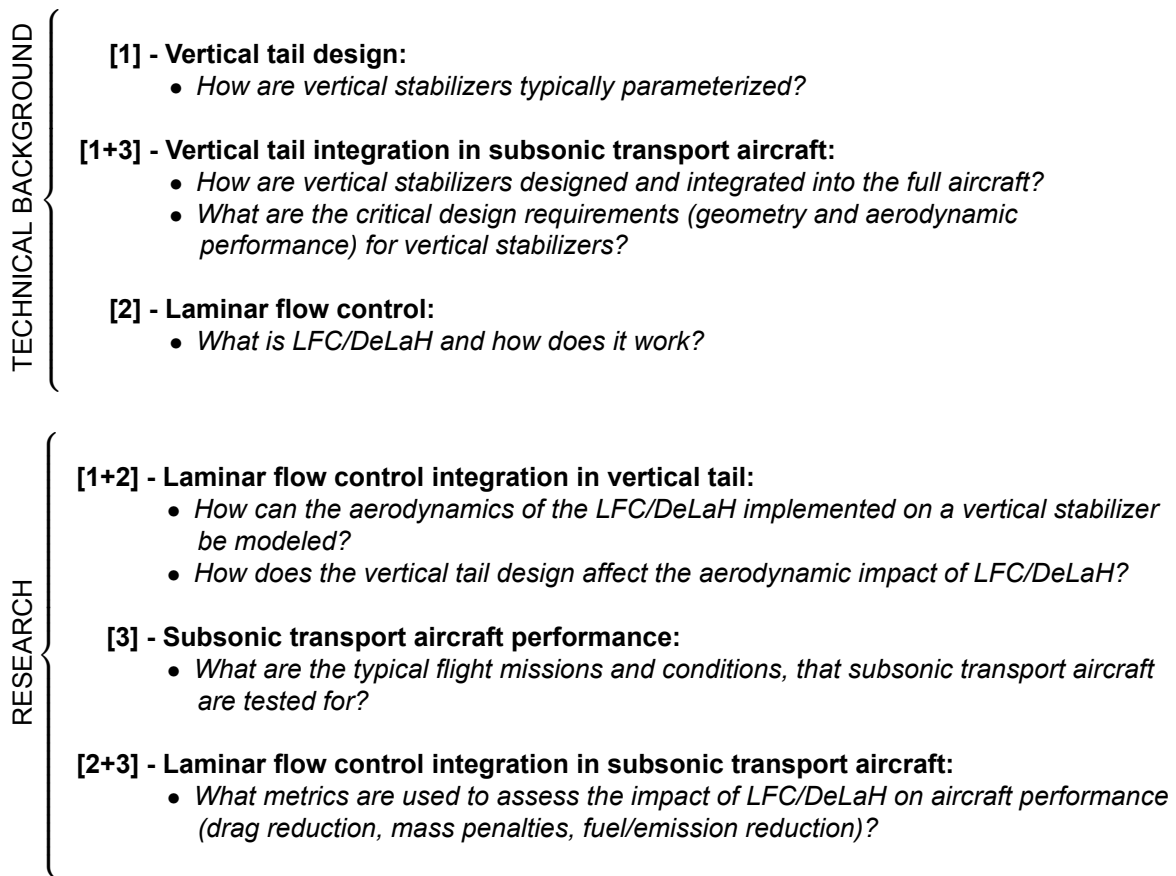 TECHNICAL BACKGROUND
[1] - Vertical tail design:
• How are vertical stabilizers typically parameterized?
[1+3] - Vertical tail integration in subsonic transport aircraft:
• How are vertical stabilizers designed and integrated into the full aircraft?
• What are the critical design requirements (geometry and aerodynamic
performance) for vertical stabilizers?
[2] - Laminar flow control:
• What is LFC/DeLaH and how does it work?
RESEARCH
[1+2] - Laminar flow control integration in vertical tail:
• How can the aerodynamics of the LFC/DeLaH implemented on a vertical stabilizer
be modeled?
• How does the vertical tail design affect the aerodynamic impact of LFC/DeLaH?
[3] - Subsonic transport aircraft performance:
• What are the typical flight missions and conditions, that subsonic transport aircraft
are tested for?
[2+3] - Laminar flow control integration in subsonic transport aircraft:
• What metrics are used to assess the impact of LFC/DeLaH on aircraft performance
(drag reduction, mass penalties, fuel/emission reduction)?